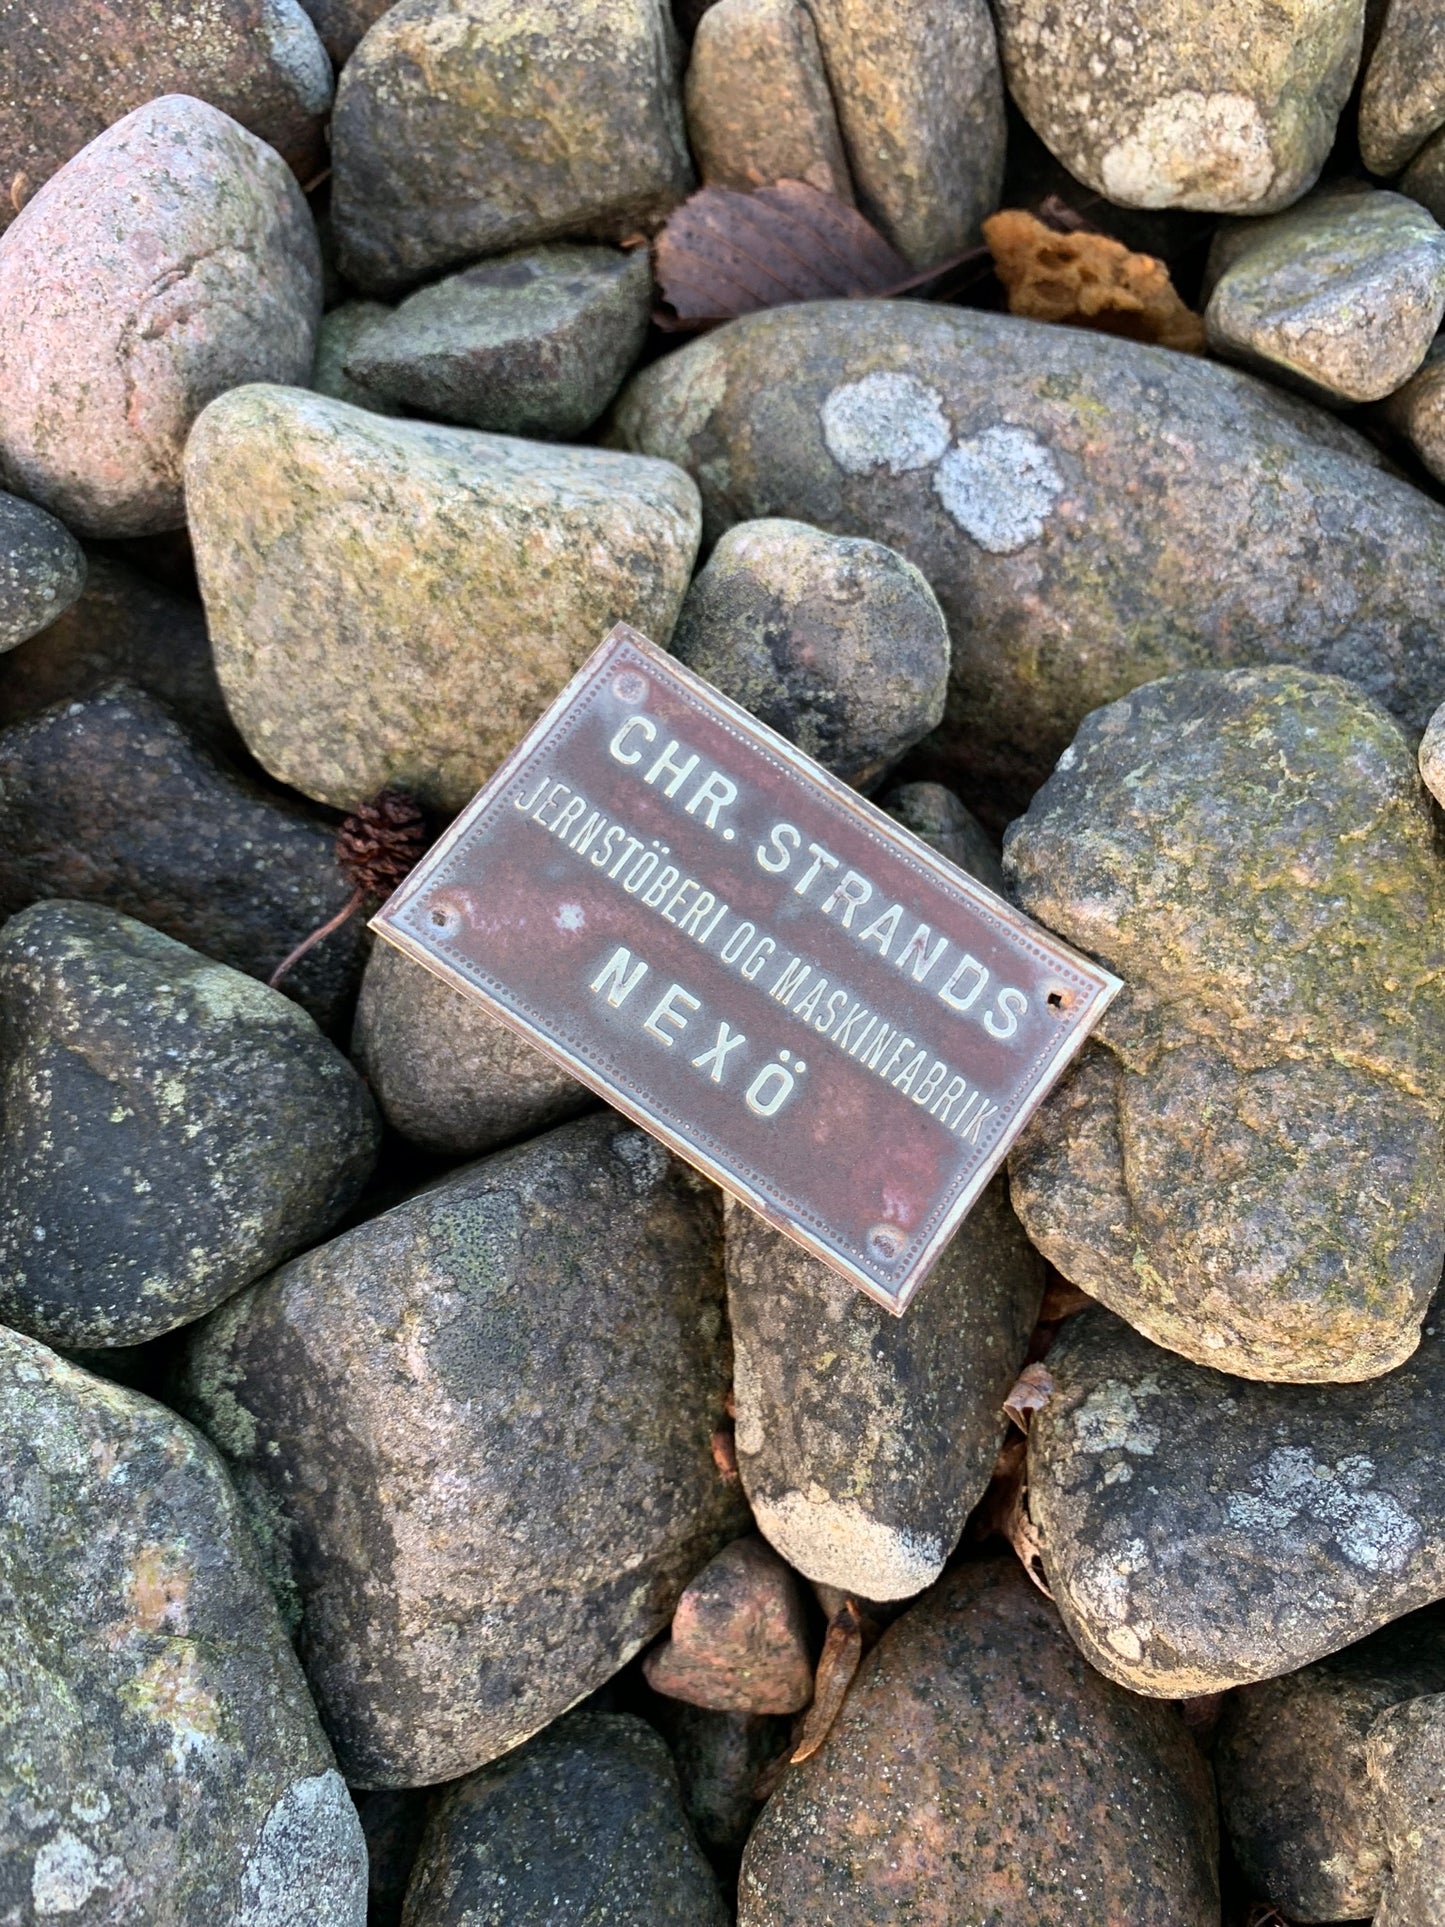 CHR. STRANDS
JERNSTÖBERI OG MASKINFABRIK
NEXÖ